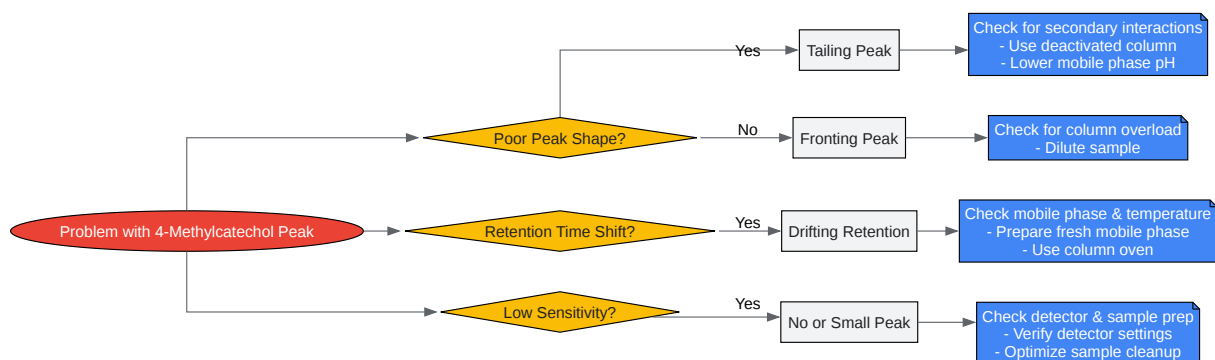 Problem with 4-Methylcatechol Peak
Poor Peak Shape?
Yes
Tailing Peak
Check for secondary interactions
- Use deactivated column
- Lower mobile phase pH
No
Fronting Peak
Check for column overload
- Dilute sample
Retention Time Shift?
Yes
Drifting Retention
Check mobile phase & temperature
- Prepare fresh mobile phase
- Use column oven
Low Sensitivity?
Yes
No or Small Peak
Check detector & sample prep
- Verify detector settings
- Optimize sample cleanup